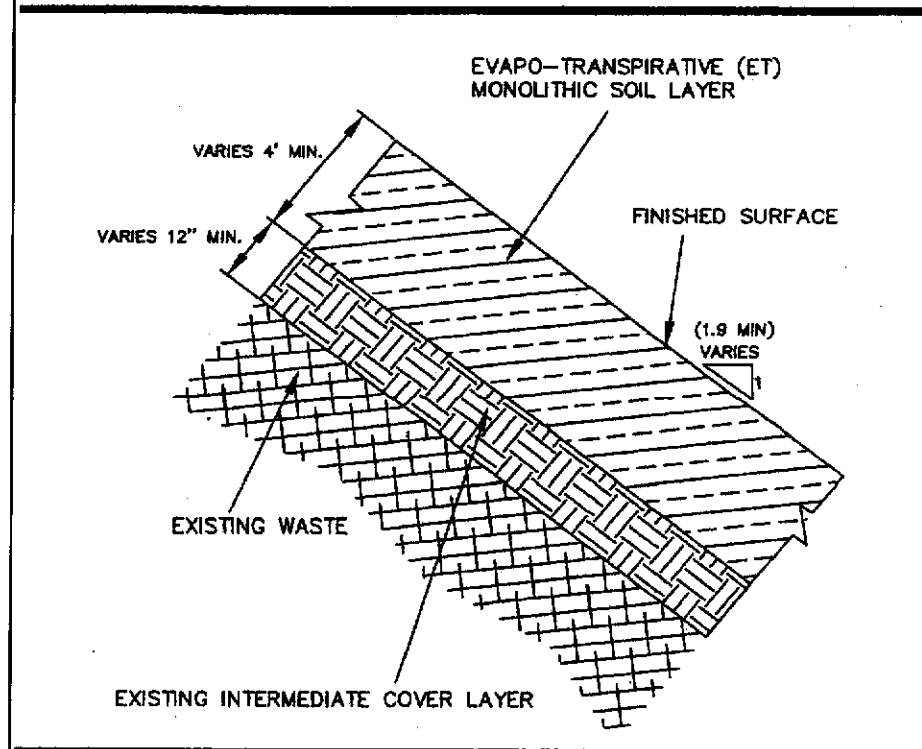 EVAPO-TRANSPIRATIVE (ET)
MONOLITHIC SOIL LAYER
VARIES 4' MIN.
VARIES 12" MIN.
FINISHED SURFACE
(1.9 MIN)
VARIES
1
EXISTING WASTE
EXISTING INTERMEDIATE COVER LAYER